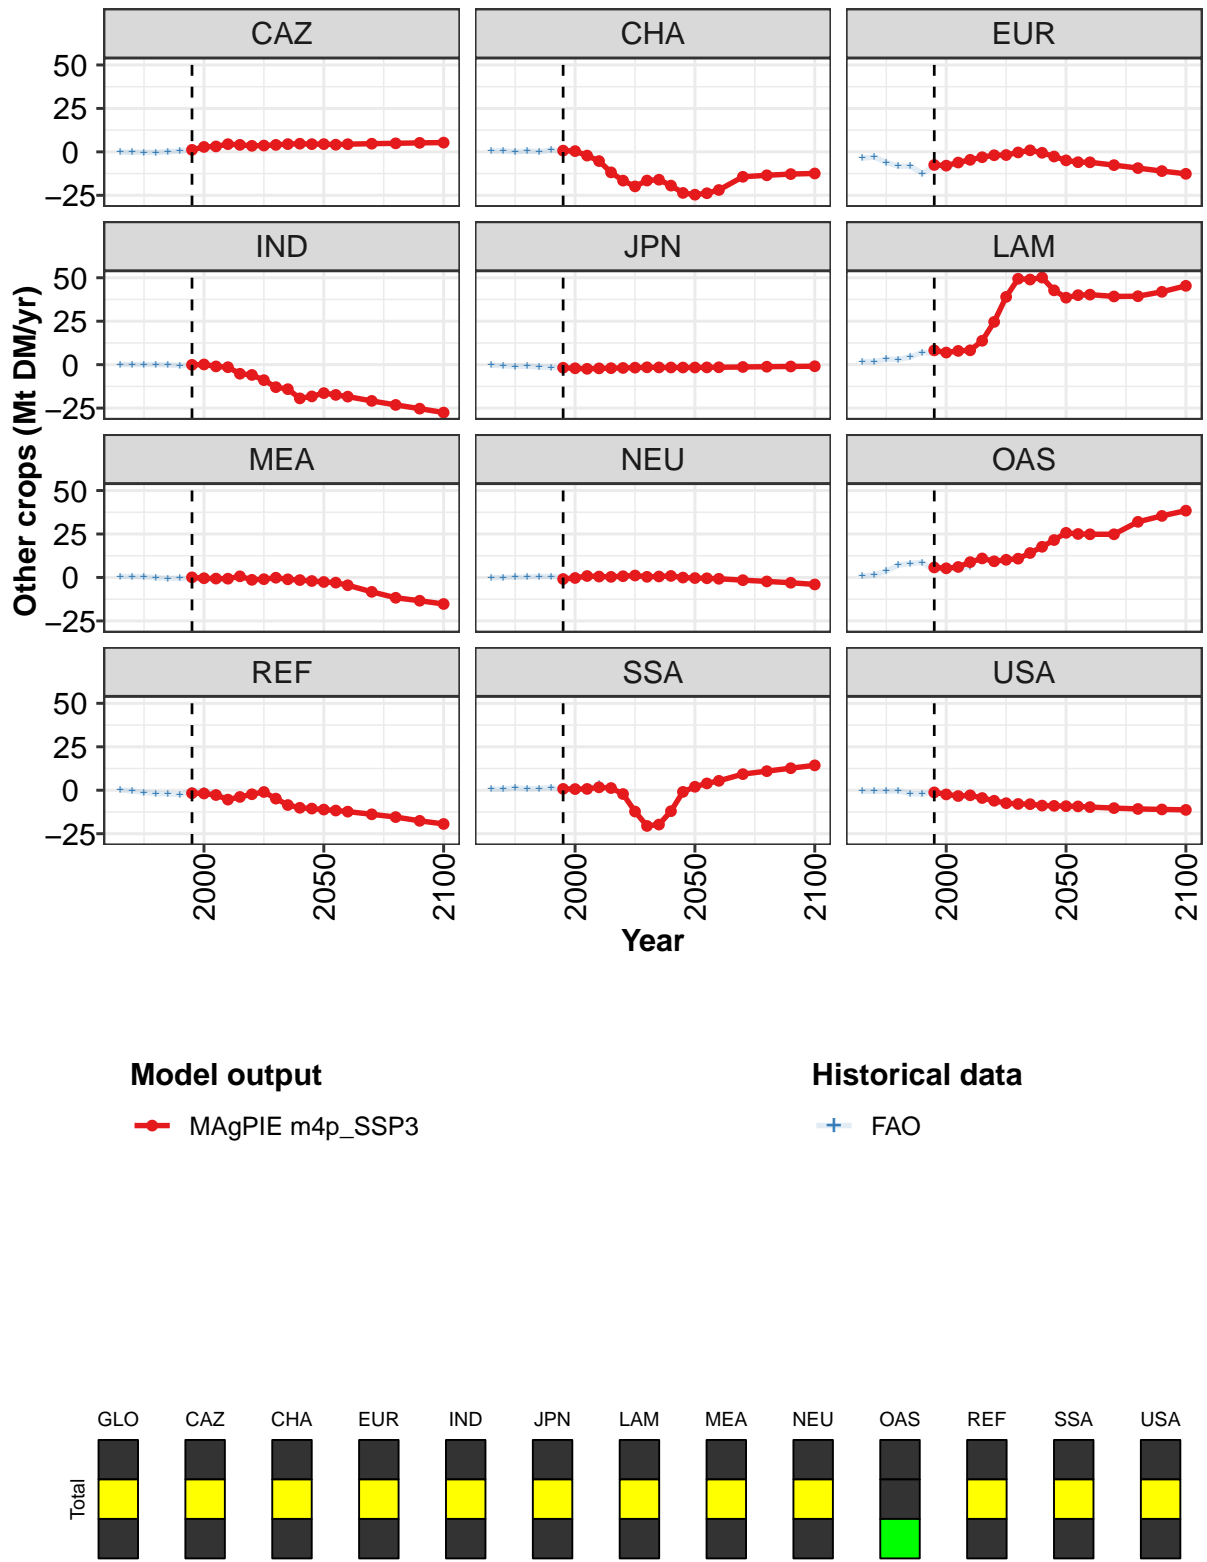 CAZ CHA EUR
50
25
0
−25
IND JPN LAM
50
25
0
−25
MEA NEU OAS
50
25
0
−25
REF SSA USA
50
25
0
−25
Other crops (Mt DM/yr)
2000 2050 2100 2000 2050 2100 2000 2050 2100
Year
Model output Historical data
MAgPIE m4p_SSP3 FAO
GLO CAZ CHA EUR IND JPN LAM MEA NEU OAS REF SSA USA
Total